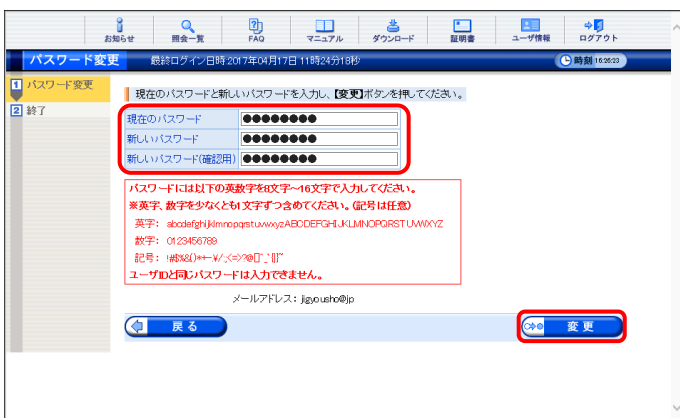 お知らせ 照会一覧 FAQ マニュアル ダウンロード 証明書 ユーザ情報 ログアウト
パスワード変更 最終ログイン日時:2017年04月17日 11時24分18秒 時刻 16:26:23
1 パスワード変更
2 終了
現在のパスワードと新しいパスワードを入力し、【変更】ボタンを押してください。
現在のパスワード ●●●●●●●●
新しいパスワード ●●●●●●●●
新しいパスワード(確認用) ●●●●●●●●
パスワードには以下の英数字を8文字~16文字で入力してください。
※英字、数字を少なくとも1文字ずつ含めてください。(記号は任意)
英字: abcdefghijklmnopqrstuvwxyzABCDEFGHIJKLMNOPQRSTUVWXYZ
数字: 0123456789
記号:
ユーザIDと同じパスワードは入力できません。
メールアドレス: jigyousho@jp
戻る
変更